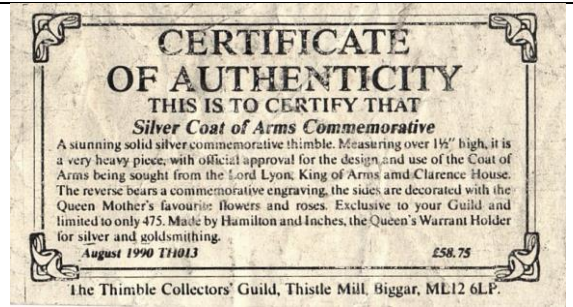 CERTIFICATE
OF AUTHENTICITY
THIS IS TO CERTIFY THAT
Silver Coat of Arms Commemorative
A stunning solid silver commemorative thimble. Measuring over 1½" high, it is
a very heavy piece, with official approval for the design and use of the Coat of
Arms being sought from the Lord Lyon, King of Arms amd Clarence House.
The reverse bears a commemorative engraving, the sides are decorated with the
Queen Mother's favourite flowers and roses. Exclusive to your Guild and
limited to only 475. Made by Hamilton and Inches, the Queen's Warrant Holder
for silver and goldsmithing.
August 1990 TH013 £58.75
The Thimble Collectors' Guild, Thistle Mill, Biggar, ML12 6LP.